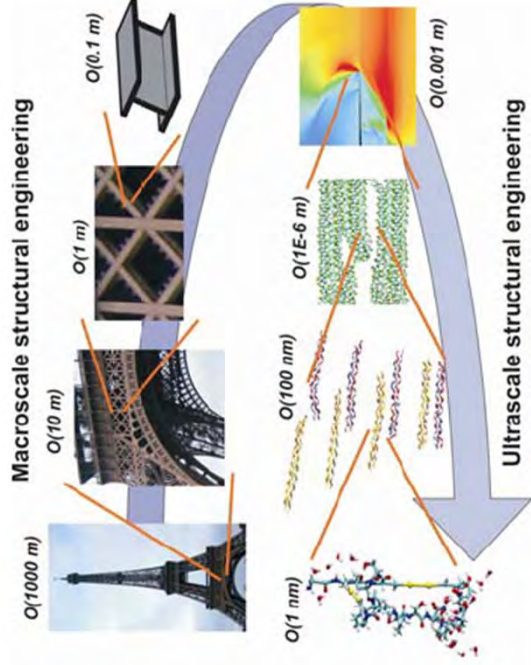 Macroscale structural engineering
O(1000 m)
O(10 m)
O(1 m)
O(0.1 m)
O(1 nm)
O(100 nm)
O(1E-6 m)
O(0.001 m)
Ultrascale structural engineering